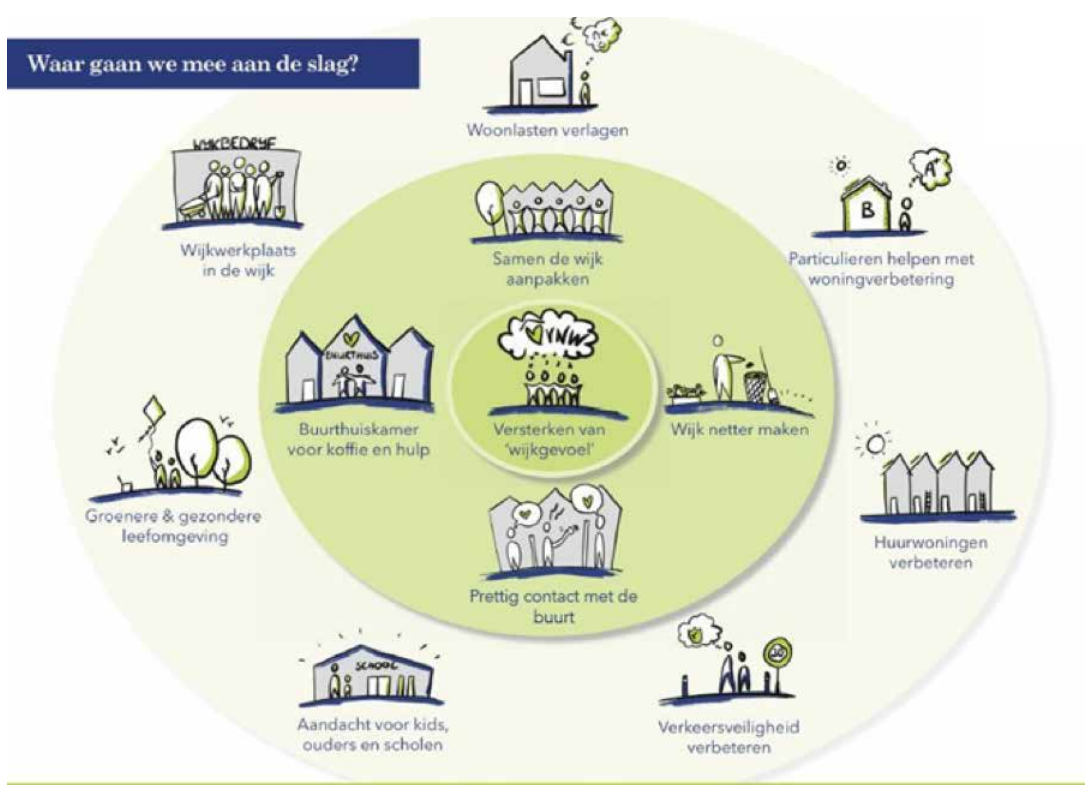 Waar gaan we mee aan de slag?
€
€
€
Woonlasten verlagen
WIJKBEDRIJF
Wijkwerkplaats
in de wijk
Samen de wijk
aanpakken
A+
B
Particulieren helpen met
woningverbetering
Buurthuiskamer
voor koffie en hulp
Versterken van
'wijkgevoel'
Wijk netter maken
Groenere & gezondere
leefomgeving
Huurwoningen
verbeteren
Prettig contact met de
buurt
SCHOOL
Aandacht voor kids,
ouders en scholen
30
Verkeersveiligheid
verbeteren